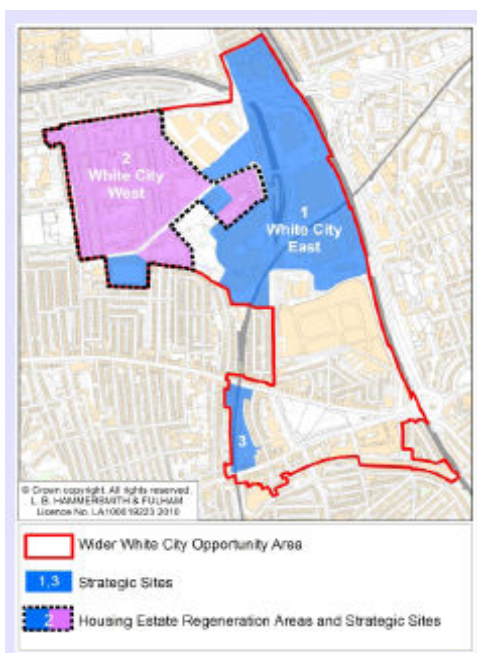 2
White City
West
1
White City
East
3
© Crown copyright. All rights reserved.
L. B. HAMMERSMITH & FULHAM
Licence No. LA100019223 2010
Wider White City Opportunity Area
1,3 Strategic Sites
2 Housing Estate Regeneration Areas and Strategic Sites